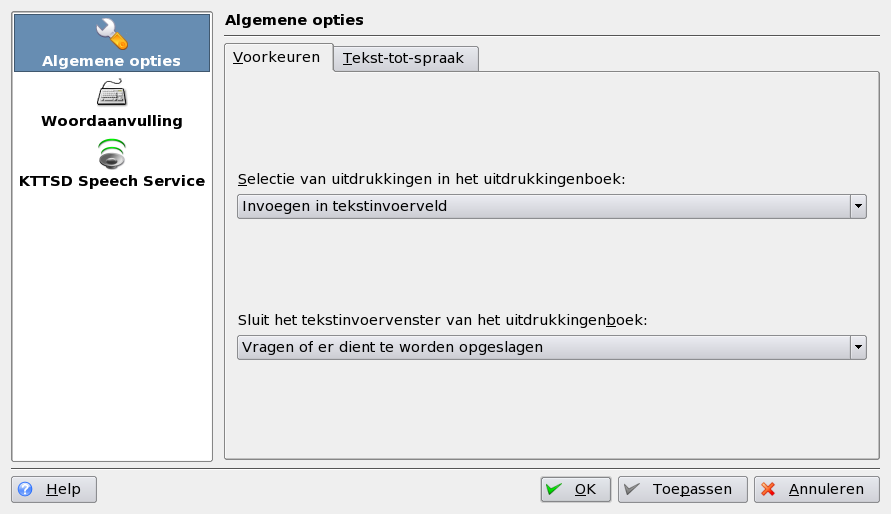 Algemene opties
Woordaanvulling
KTTSD Speech Service
Algemene opties
Voorkeuren
Tekst-tot-spraak
Selectie van uitdrukkingen in het uitdrukkingenboek:
Invoegen in tekstinvoerveld
Sluit het tekstinvoervenster van het uitdrukkingenboek:
Vragen of er dient te worden opgeslagen
Help
OK
Toepassen
Annuleren